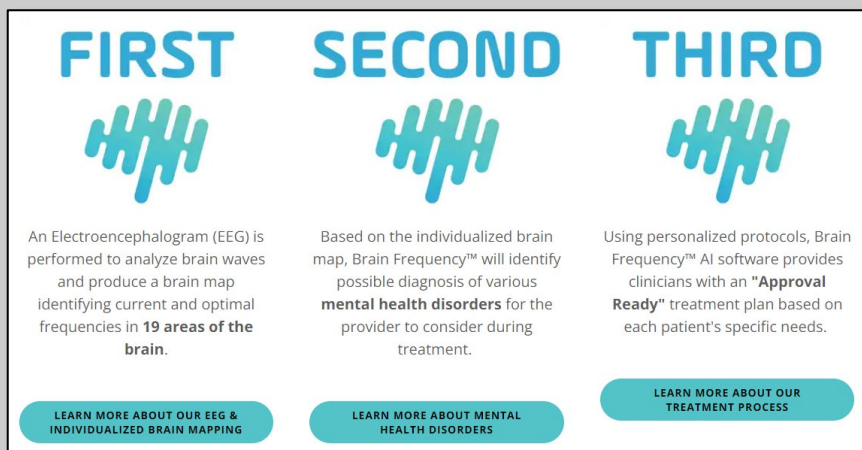 FIRST
An Electroencephalogram (EEG) is
performed to analyze brain waves
and produce a brain map
identifying current and optimal
frequencies in 19 areas of the
brain.
LEARN MORE ABOUT OUR EEG &
INDIVIDUALIZED BRAIN MAPPING
SECOND
Based on the individualized brain
map, Brain Frequency™ will identify
possible diagnosis of various
mental health disorders for the
provider to consider during
treatment.
LEARN MORE ABOUT MENTAL
HEALTH DISORDERS
THIRD
Using personalized protocols, Brain
Frequency™ AI software provides
clinicians with an "Approval
Ready" treatment plan based on
each patient's specific needs.
LEARN MORE ABOUT OUR
TREATMENT PROCESS